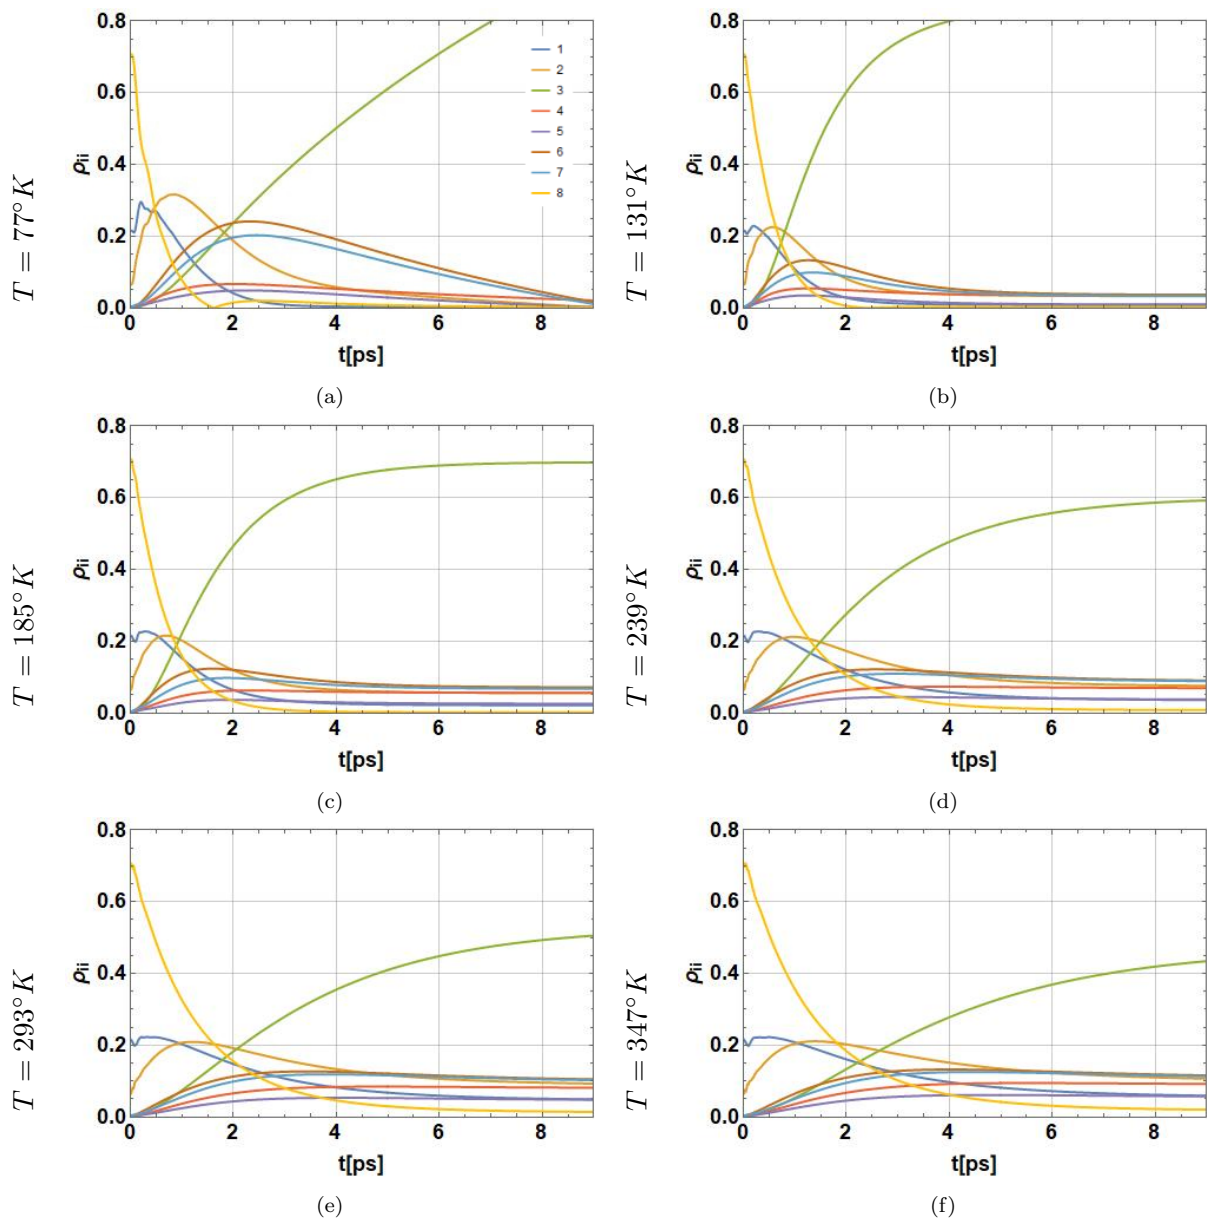 T = 77°K
ρii
0.8
0.6
0.4
0.2
0.0
0 2 4 6 8
t[ps]
1
2
3
4
5
6
7
8
(a)
T = 131°K
ρii
0.8
0.6
0.4
0.2
0.0
0 2 4 6 8
t[ps]
(b)
T = 185°K
ρii
0.8
0.6
0.4
0.2
0.0
0 2 4 6 8
t[ps]
(c)
T = 239°K
ρii
0.8
0.6
0.4
0.2
0.0
0 2 4 6 8
t[ps]
(d)
T = 293°K
ρii
0.8
0.6
0.4
0.2
0.0
0 2 4 6 8
t[ps]
(e)
T = 347°K
ρii
0.8
0.6
0.4
0.2
0.0
0 2 4 6 8
t[ps]
(f)